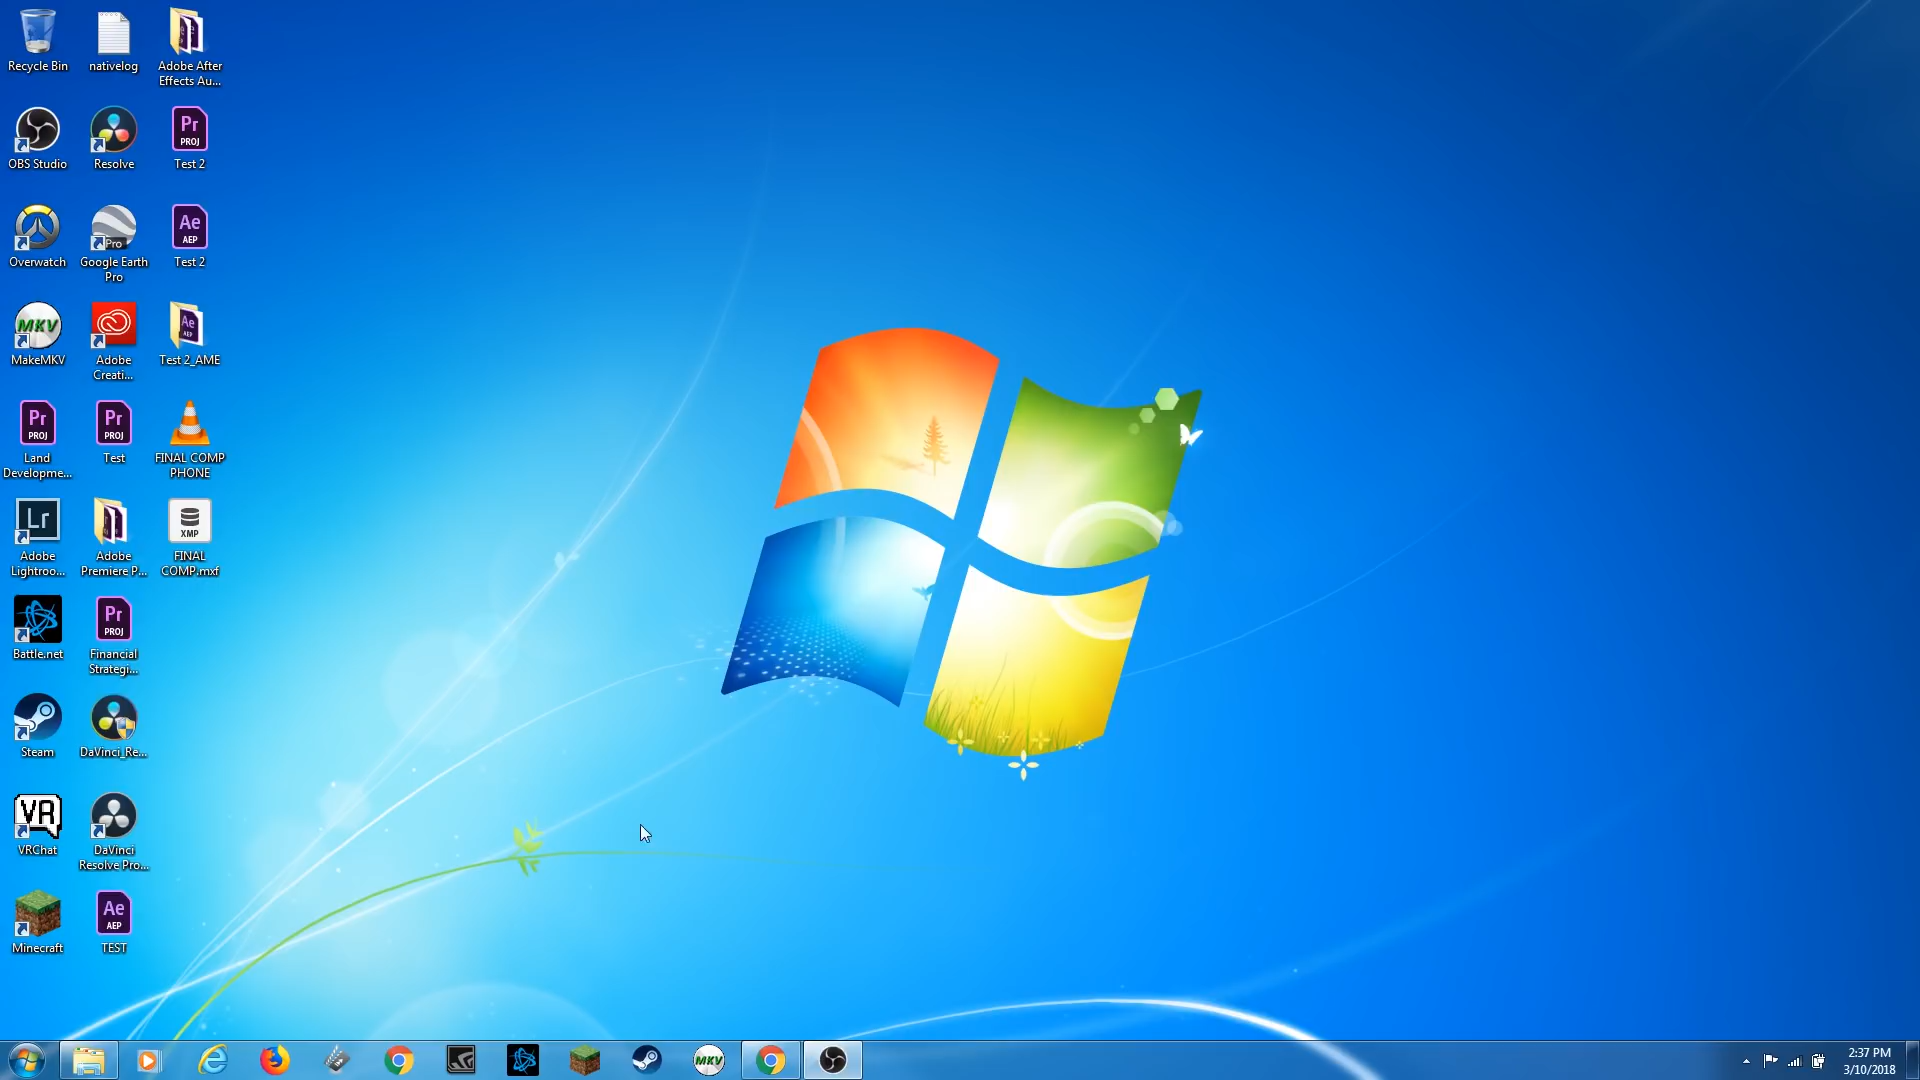 Recycle Bin
nativelog
Adobe After
Effects Au...
OBS Studio
Resolve
Pr
PROJ
Test 2
Overwatch
Pro
Google Earth
Pro
Ae
AEP
Test 2
MKV
MakeMKV
Adobe
Creati...
Ae
AEP
Test 2_AME
Pr
PROJ
Land
Developme...
Pr
PROJ
Test
FINAL COMP
PHONE
Lr
Adobe
Lightroo...
Adobe
Premiere P...
XMP
FINAL
COMP.mxf
Battle.net
Pr
PROJ
Financial
Strategi...
Steam
DaVinci_Re...
VR
VRChat
DaVinci
Resolve Pro...
Minecraft
Ae
AEP
TEST
MKV
2:37 PM
3/10/2018